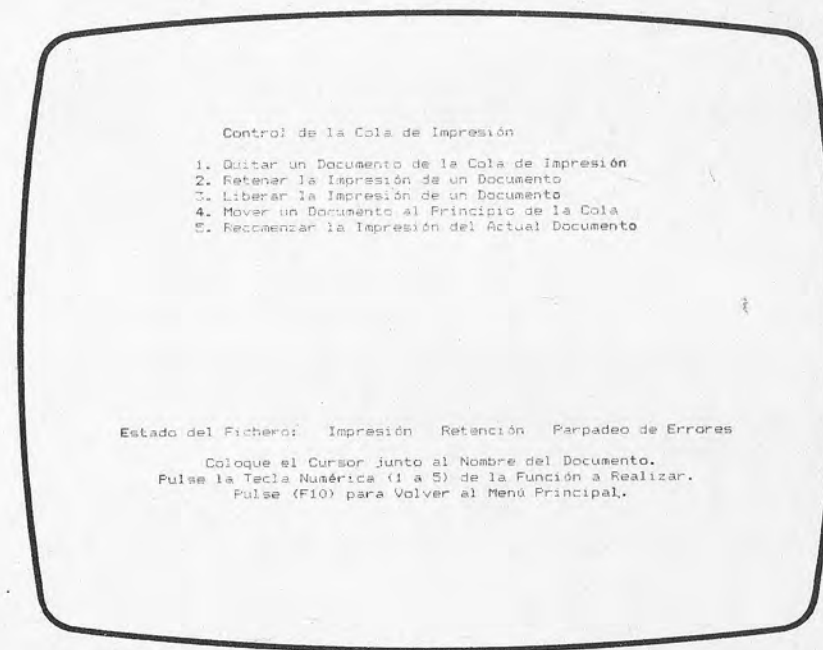 Control de la Cola de Impresión
1. Quitar un Documento de la Cola de Impresión
2. Retener la Impresión de un Documento
3. Liberar la Impresión de un Documento
4. Mover un Documento al Principio de la Cola
5. Recomenzar la Impresión del Actual Documento
Estado del Fichero: Impresión Retención Parpadeo de Errores
Coloque el Cursor junto al Nombre del Documento.
Pulse la Tecla Numérica (1 a 5) de la Función a Realizar.
Pulse (F10) para Volver al Menú Principal.